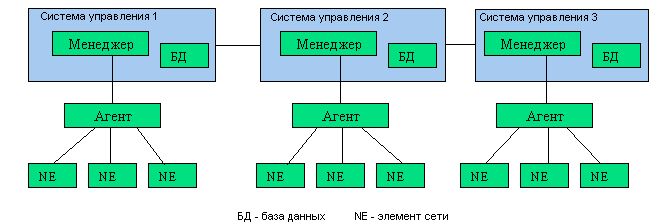 Система управления 1
Система управления 2
Система управления 3
Менеджер
БД
Менеджер
БД
Менеджер
БД
Агент
Агент
Агент
NE
NE
NE
NE
NE
NE
NE
NE
NE
БД - база данных
NE - элемент сети